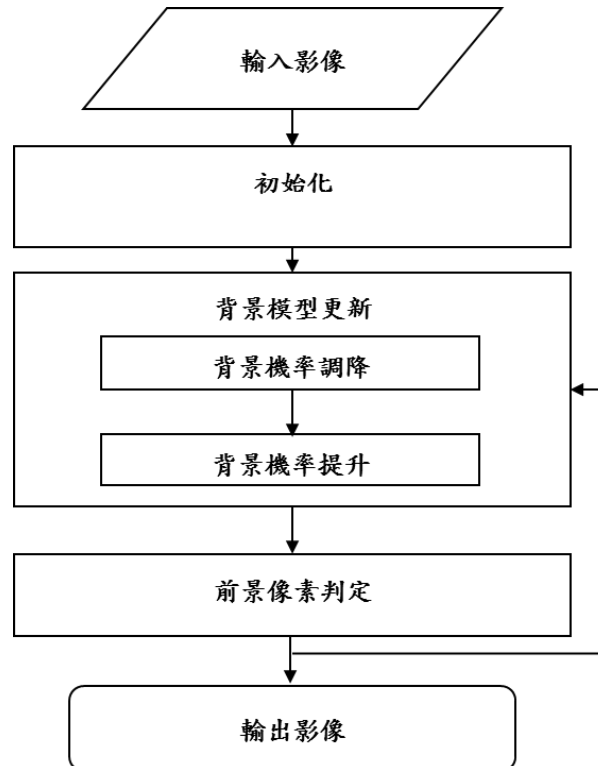 輸入影像
初始化
背景模型更新
背景機率調降
背景機率提升
前景像素判定
輸出影像